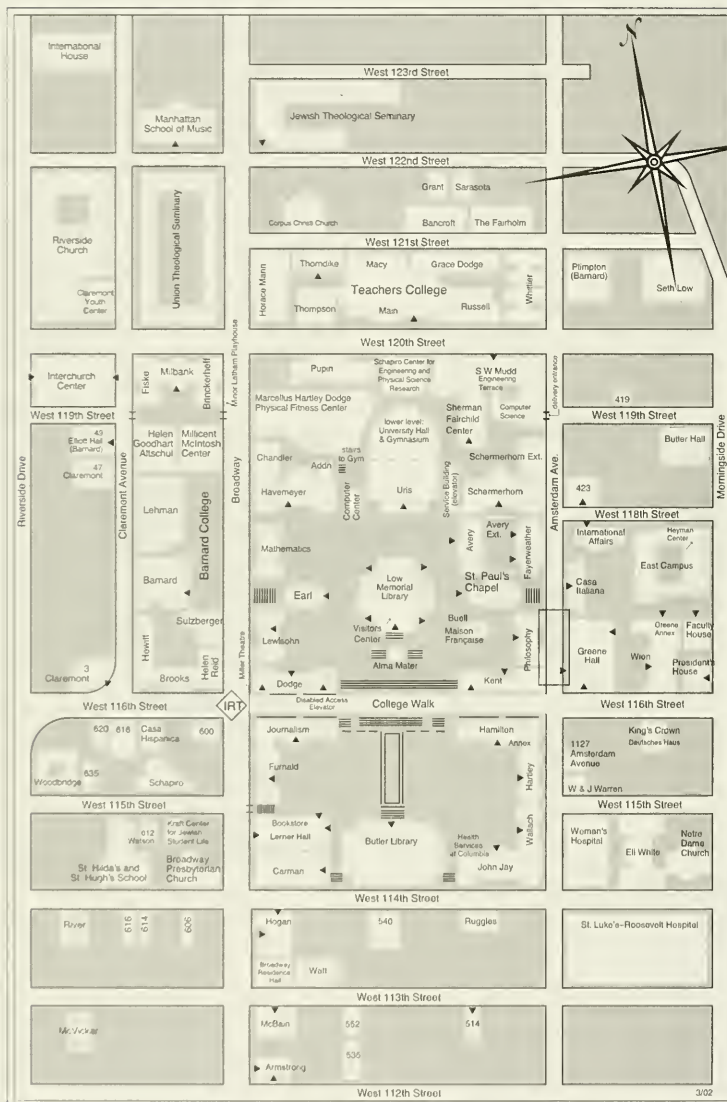 N
International
House
West 123rd Street
Manhattan
School of Music
Jewish Theological Seminary
West 122nd Street
Riverside
Church
Claremont
Youth
Center
Union Theological Seminary
Grant
Sarasota
Corpus Christi Church
Bancroft
The Fairholm
West 121st Street
Horace Mann
Thorndike
Macy
Grace Dodge
Teachers College
Thompson
Main
Russell
Whittier
Plimpton
(Barnard)
Seth Low
West 120th Street
Minor Latham Playhouse
Interchurch
Center
Fiske
Milbank
Brinckerhoff
Pupin
Schapiro Center for
Engineering and
Physical Science
Research
S W Mudd
Engineering
Terrace
delivery entrance
419
Marcellus Hartley Dodge
Physical Fitness Center
Sherman
Fairchild
Center
Computer
Science
West 119th Street
West 119th Street
49
Elliott Hall
(Barnard)
47
Claremont
Helen
Goodhart
Altschul
Millicent
McIntosh
Center
lower level:
University Hall
& Gymnasium
Butler Hall
Chandler
Addn
stairs
to Gym
Schermerhorn Ext.
Havemeyer
Computer
Center
Uris
Service Building
(elevator)
Schermerhorn
423
Riverside Drive
Claremont Avenue
Broadway
Amsterdam Ave.
Morningside Drive
West 118th Street
Lehman
Barnard College
Mathematics
Avery
Avery
Ext.
Fayerweather
International
Affairs
Heyman
Center
East Campus
Barnard
Earl
Low
Memorial
Library
St. Paul's
Chapel
Casa
Italiana
Sulzberger
Hewitt
Helen
Reid
Brooks
Lewisohn
Visitors
Center
Buell
Maison
Française
Philosophy
Greene
Annex
Faculty
House
Greene
Hall
Wien
President's
House
3
Claremont
Miller Theatre
Alma Mater
Dodge
Kent
West 116th Street
IRT
Disabled Access
Elevator
College Walk
West 116th Street
620
616
Casa
Hispanica
600
Woodbridge
635
Schapiro
Journalism
Hamilton
Annex
King's Crown
Deutsches Haus
1127
Amsterdam
Avenue
W & J Warren
Furnald
Hartley
West 115th Street
West 115th Street
612
Watson
Kraft Center
for Jewish
Student Life
St Hilda's and
St Hugh's School
Broadway
Presbyterian
Church
Bookstore
Lerner Hall
Butler Library
Health
Services
at Columbia
Wallach
Carman
John Jay
Woman's
Hospital
Eli White
Notre
Dame
Church
West 114th Street
River
616
614
606
Hogan
540
Ruggles
Broadway
Residence
Hall
Watt
St. Luke's–Roosevelt Hospital
West 113th Street
McVickar
McBain
552
514
535
Armstrong
West 112th Street
3/02